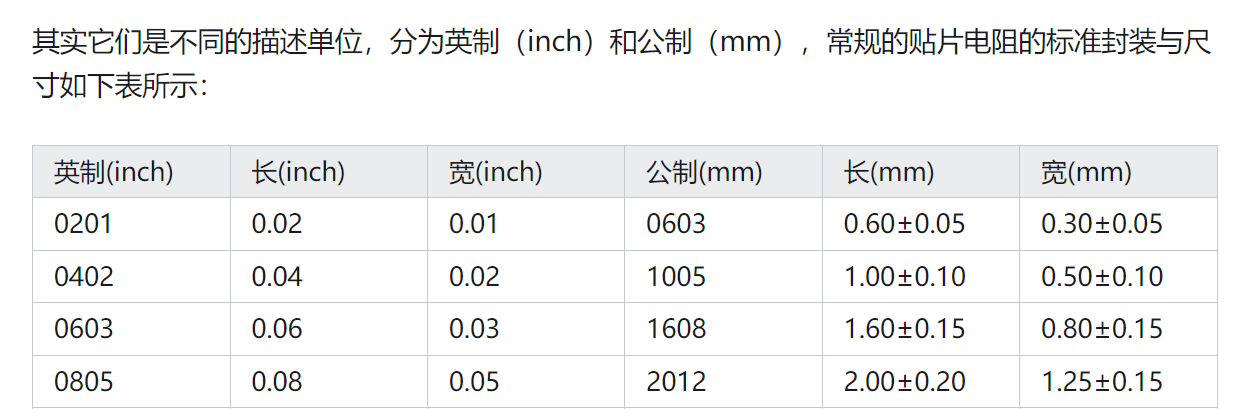 其实它们是不同的描述单位，分为英制（inch）和公制（mm），常规的贴片电阻的标准封装与尺
寸如下表所示：
英制(inch) 长(inch) 宽(inch) 公制(mm) 长(mm) 宽(mm)
0201 0.02 0.01 0603 0.60±0.05 0.30±0.05
0402 0.04 0.02 1005 1.00±0.10 0.50±0.10
0603 0.06 0.03 1608 1.60±0.15 0.80±0.15
0805 0.08 0.05 2012 2.00±0.20 1.25±0.15